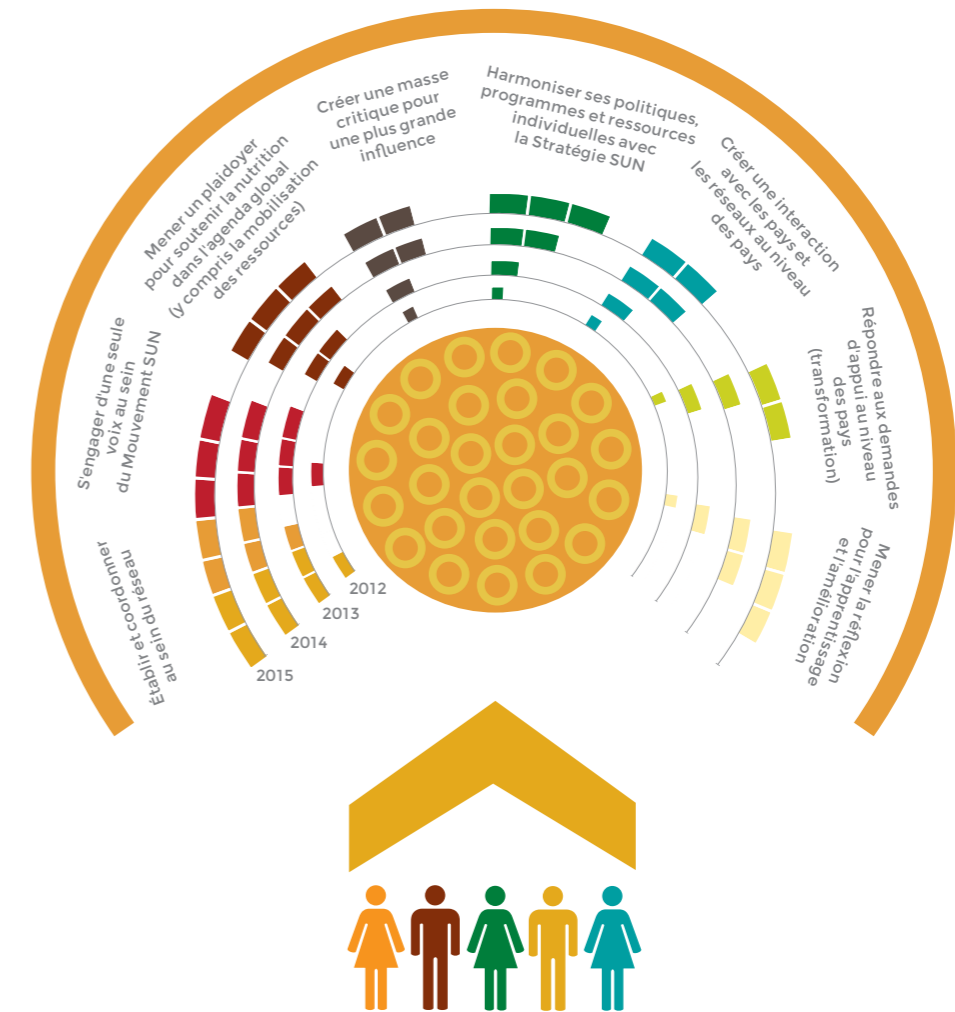 Établir et coordonner
au sein du réseau
S'engager d'une seule
voix au sein
du Mouvement SUN
Mener un plaidoyer
pour soutenir la nutrition
dans l'agenda global
(y compris la mobilisation
des ressources)
Créer une masse
critique pour
une plus grande
influence
Harmoniser ses politiques,
programmes et ressources
individuelles avec
la Stratégie SUN
Créer une interaction
avec les pays et
les réseaux au niveau
des pays
Répondre aux demandes
d'appui au niveau
des pays
(transformation)
Mener la réflexion
pour l'apprentissage
et l'amélioration
2012
2013
2014
2015